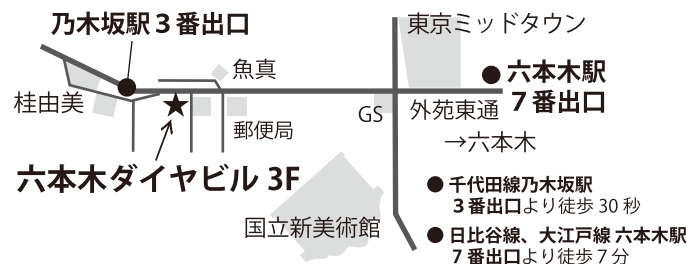 乃木坂駅３番出口
東京ミッドタウン
魚真
六本木駅
７番出口
桂由美
GS
外苑東通
郵便局
→六本木
六本木ダイヤビル 3F
千代田線乃木坂駅
３番出口より徒歩 30 秒
国立新美術館
日比谷線、大江戸線 六本木駅
７番出口より徒歩７分